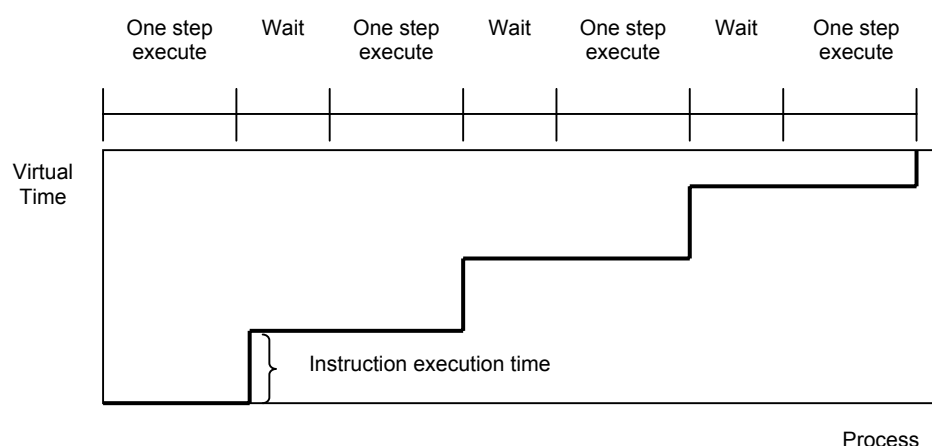 One step Wait One step Wait One step Wait One step
execute execute execute execute
Virtual
Time
Instruction execution time
Process